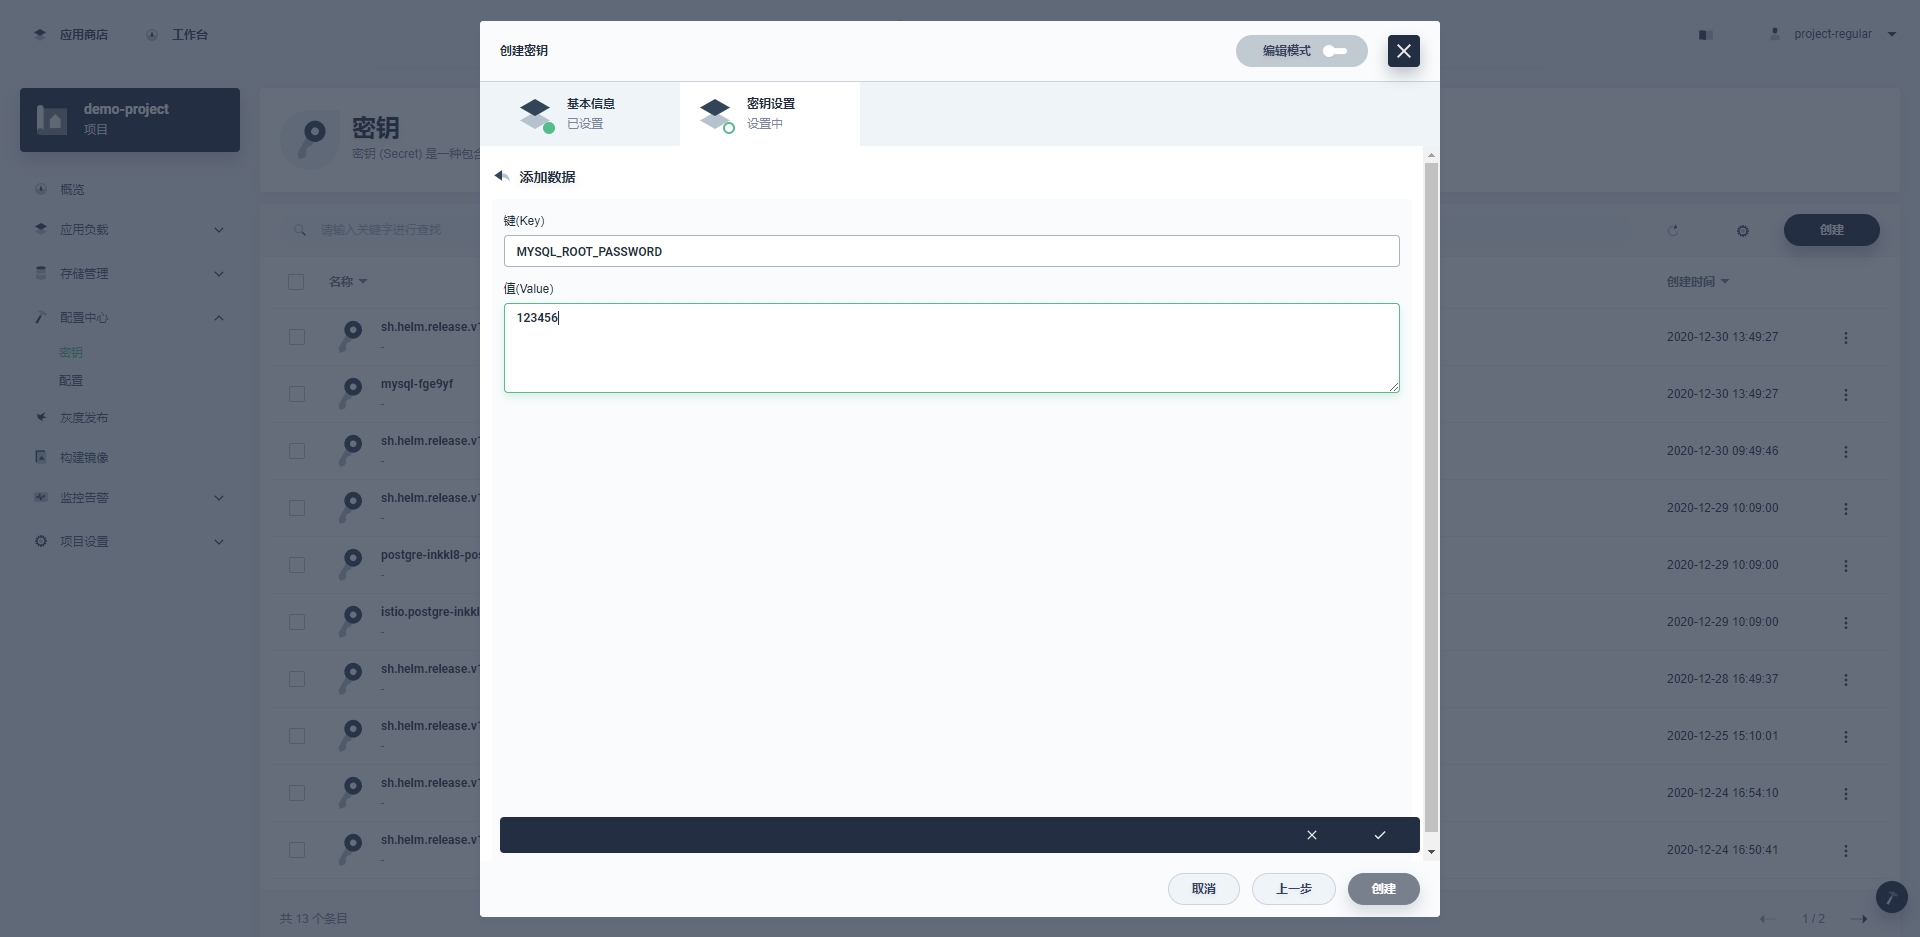 应用商店
工作台
project-regular
demo-project
项目
概览
应用负载
存储管理
配置中心
密钥
配置
灰度发布
构建镜像
监控告警
项目设置
密钥
密钥 (Secret) 是一种包含
请输入关键字进行查找
创建
名称
创建时间
sh.helm.release.v1
-
2020-12-30 13:49:27
mysql-fge9yf
-
2020-12-30 13:49:27
sh.helm.release.v1
-
2020-12-30 09:49:46
sh.helm.release.v1
-
2020-12-29 10:09:00
postgre-inkkl8-pos
-
2020-12-29 10:09:00
istio.postgre-inkkl
-
2020-12-29 10:09:00
sh.helm.release.v1
-
2020-12-28 16:49:37
sh.helm.release.v1
-
2020-12-25 15:10:01
sh.helm.release.v1
-
2020-12-24 16:54:10
sh.helm.release.v1
-
2020-12-24 16:50:41
共 13 个条目
1 / 2
创建密钥
编辑模式
基本信息
已设置
密钥设置
设置中
添加数据
键(Key)
MYSQL_ROOT_PASSWORD
值(Value)
123456
取消
上一步
创建